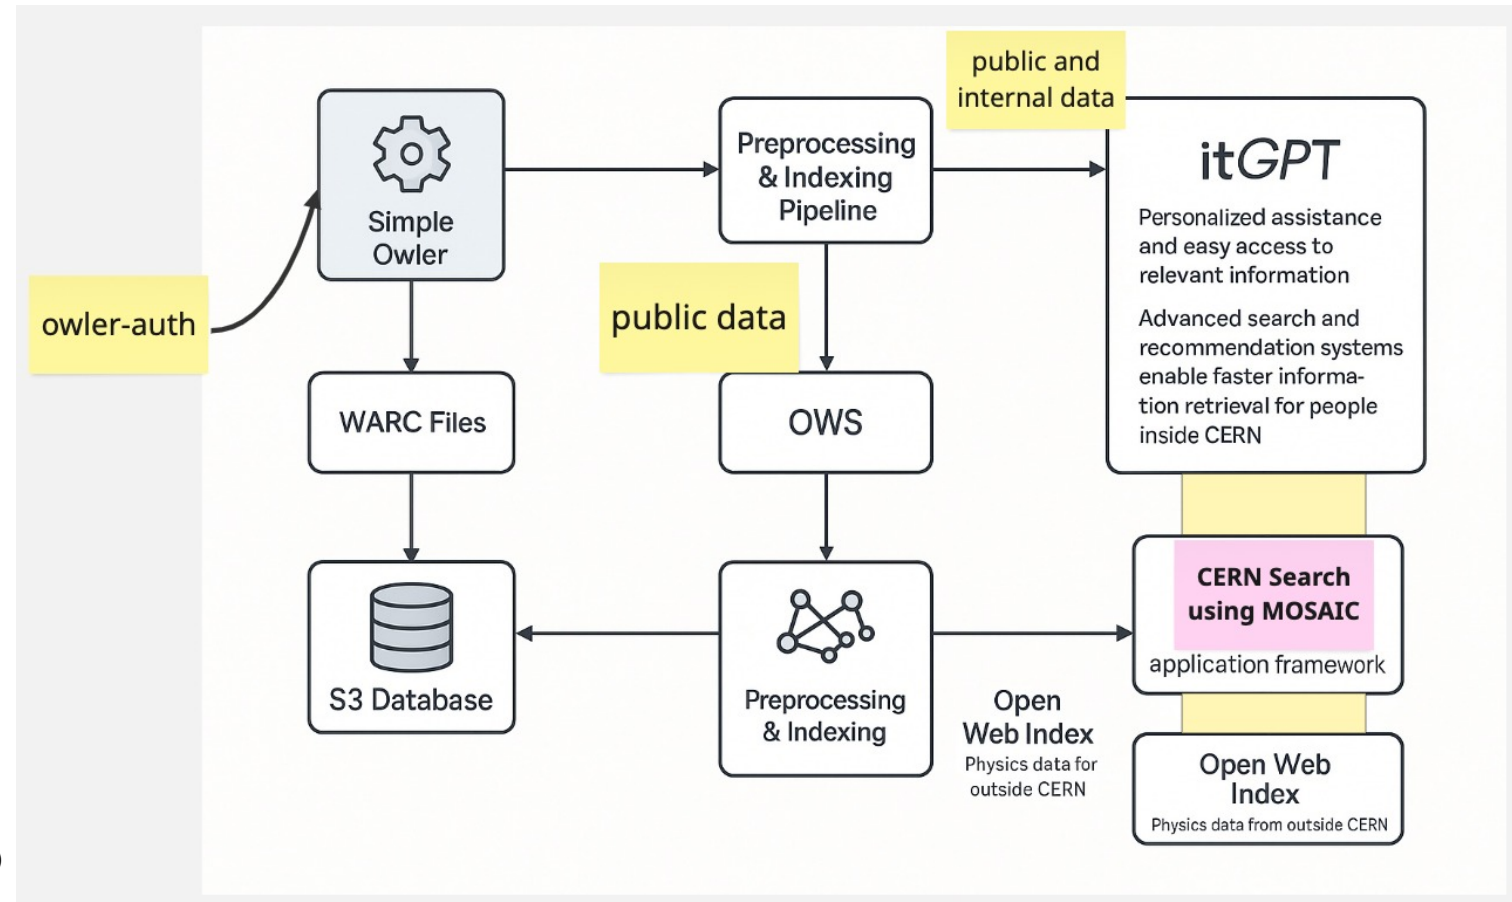 public and
internal data
Simple
Owler
Preprocessing
& Indexing
Pipeline
itGPT
Personalized assistance
and easy access to
relevant information
Advanced search and
recommendation systems
enable faster informa-
tion retrieval for people
inside CERN
owler-auth
public data
WARC Files
OWS
CERN Search
using MOSAIC
application framework
S3 Database
Preprocessing
& Indexing
Open
Web Index
Physics data for
outside CERN
Open Web
Index
Physics data from outside CERN